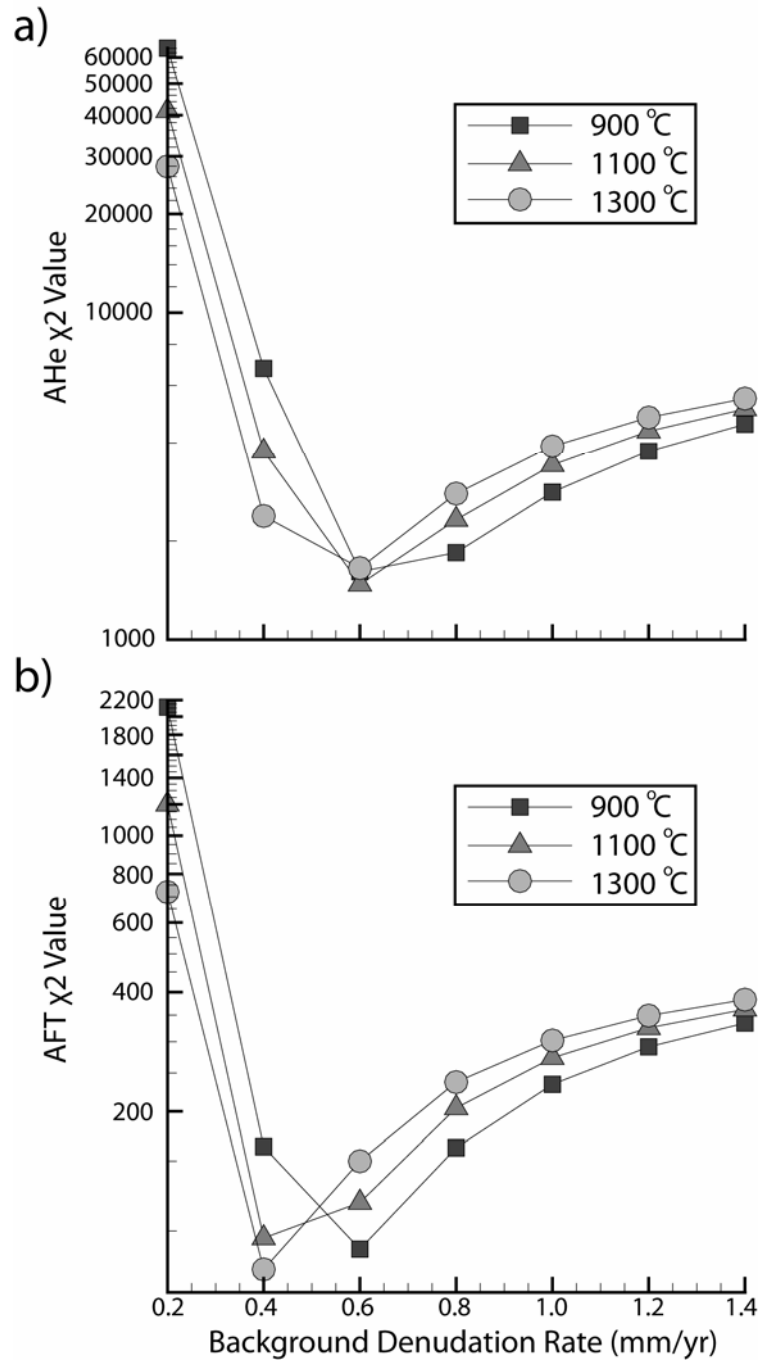 a)
60000
50000
40000
30000
20000
10000
1000
AHe χ2 Value
900 °C
1100 °C
1300 °C
b)
2200
1800
1400
1000
800
600
400
200
AFT χ2 Value
900 °C
1100 °C
1300 °C
0.2 0.4 0.6 0.8 1.0 1.2 1.4
Background Denudation Rate (mm/yr)